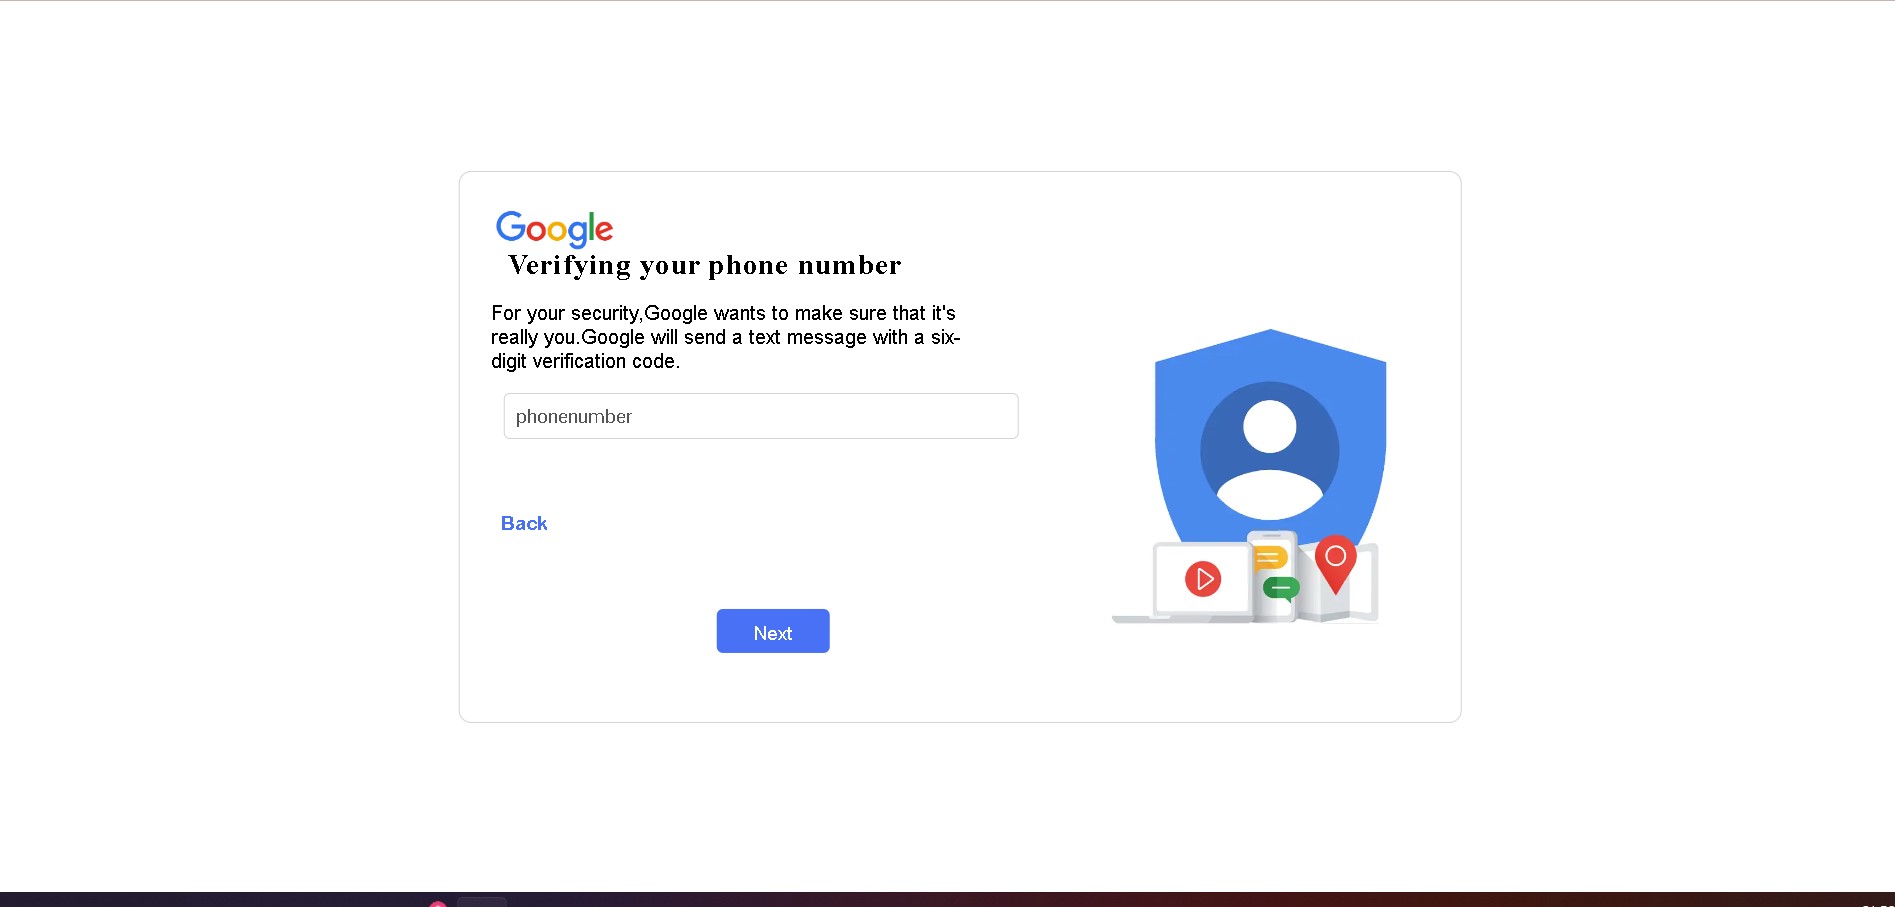 Google
Verifying your phone number
For your security,Google wants to make sure that it's
really you.Google will send a text message with a six-
digit verification code.
phonenumber
Back
Next